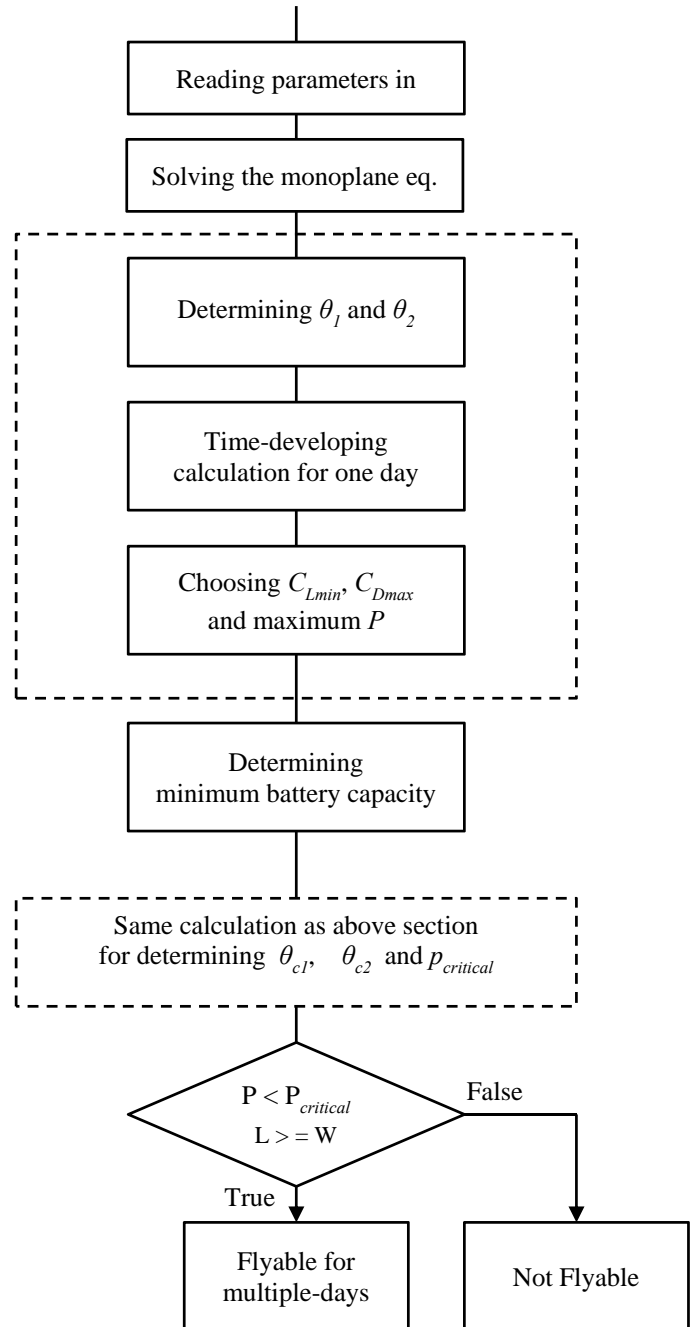 Reading parameters in
Solving the monoplane eq.
Determining θ1 and θ2
Time-developing
calculation for one day
Choosing CLmin, CDmax
and maximum P
Determining
minimum battery capacity
Same calculation as above section
for determining θc1, θc2 and pcritical
P < Pcritical
L > = W
False
True
Flyable for
multiple-days
Not Flyable